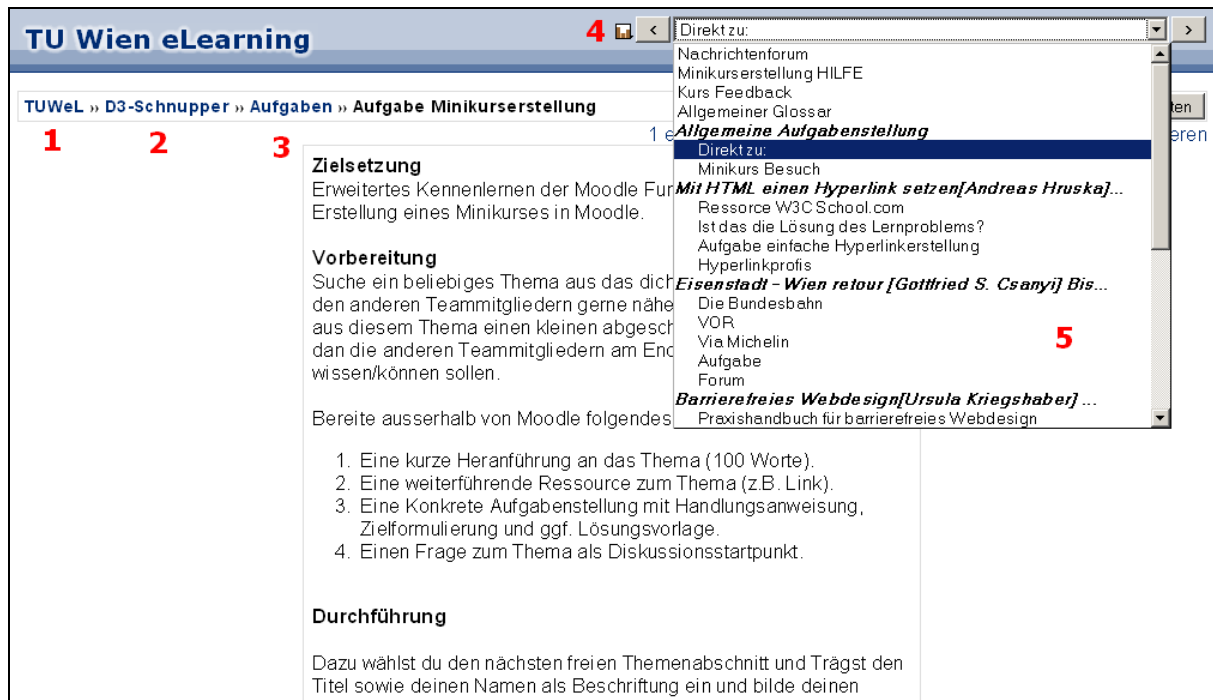 TU Wien eLearning
4 < Direkt zu: >
Nachrichtenforum
Minikurserstellung HILFE
Kurs Feedback
Allgemeiner Glossar
Allgemeine Aufgabenstellung
Direkt zu:
Minikurs Besuch
Mit HTML einen Hyperlink setzen[Andreas Hruska]...
Ressorce W3C School.com
Ist das die Lösung des Lernproblems?
Aufgabe einfache Hyperlinkerstellung
Hyperlinkprofis
Eisenstadt - Wien retour [Gottfried S. Csanyi] Bis...
Die Bundesbahn
VOR
Via Michelin
Aufgabe
Forum
Barrierefreies Webdesign[Ursula Kriegshaber] ...
Praxishandbuch für barrierefreies Webdesign
5
TUWeL » D3-Schnupper » Aufgaben » Aufgabe Minikurserstellung
ten
1 2 3
1 e
eren
Zielsetzung
Erweitertes Kennenlernen der Moodle Fur
Erstellung eines Minikurses in Moodle.
Vorbereitung
Suche ein beliebiges Thema aus das dich
den anderen Teammitgliedern gerne nähe
aus diesem Thema einen kleinen abgesch
dan die anderen Teammitgliedern am End
wissen/können sollen.
Bereite ausserhalb von Moodle folgendes
1. Eine kurze Heranführung an das Thema (100 Worte).
2. Eine weiterführende Ressource zum Thema (z.B. Link).
3. Eine Konkrete Aufgabenstellung mit Handlungsanweisung,
Zielformulierung und ggf. Lösungsvorlage.
4. Einen Frage zum Thema als Diskussionsstartpunkt.
Durchführung
Dazu wählst du den nächsten freien Themenabschnitt und Trägst den
Titel sowie deinen Namen als Beschriftung ein und bilde deinen